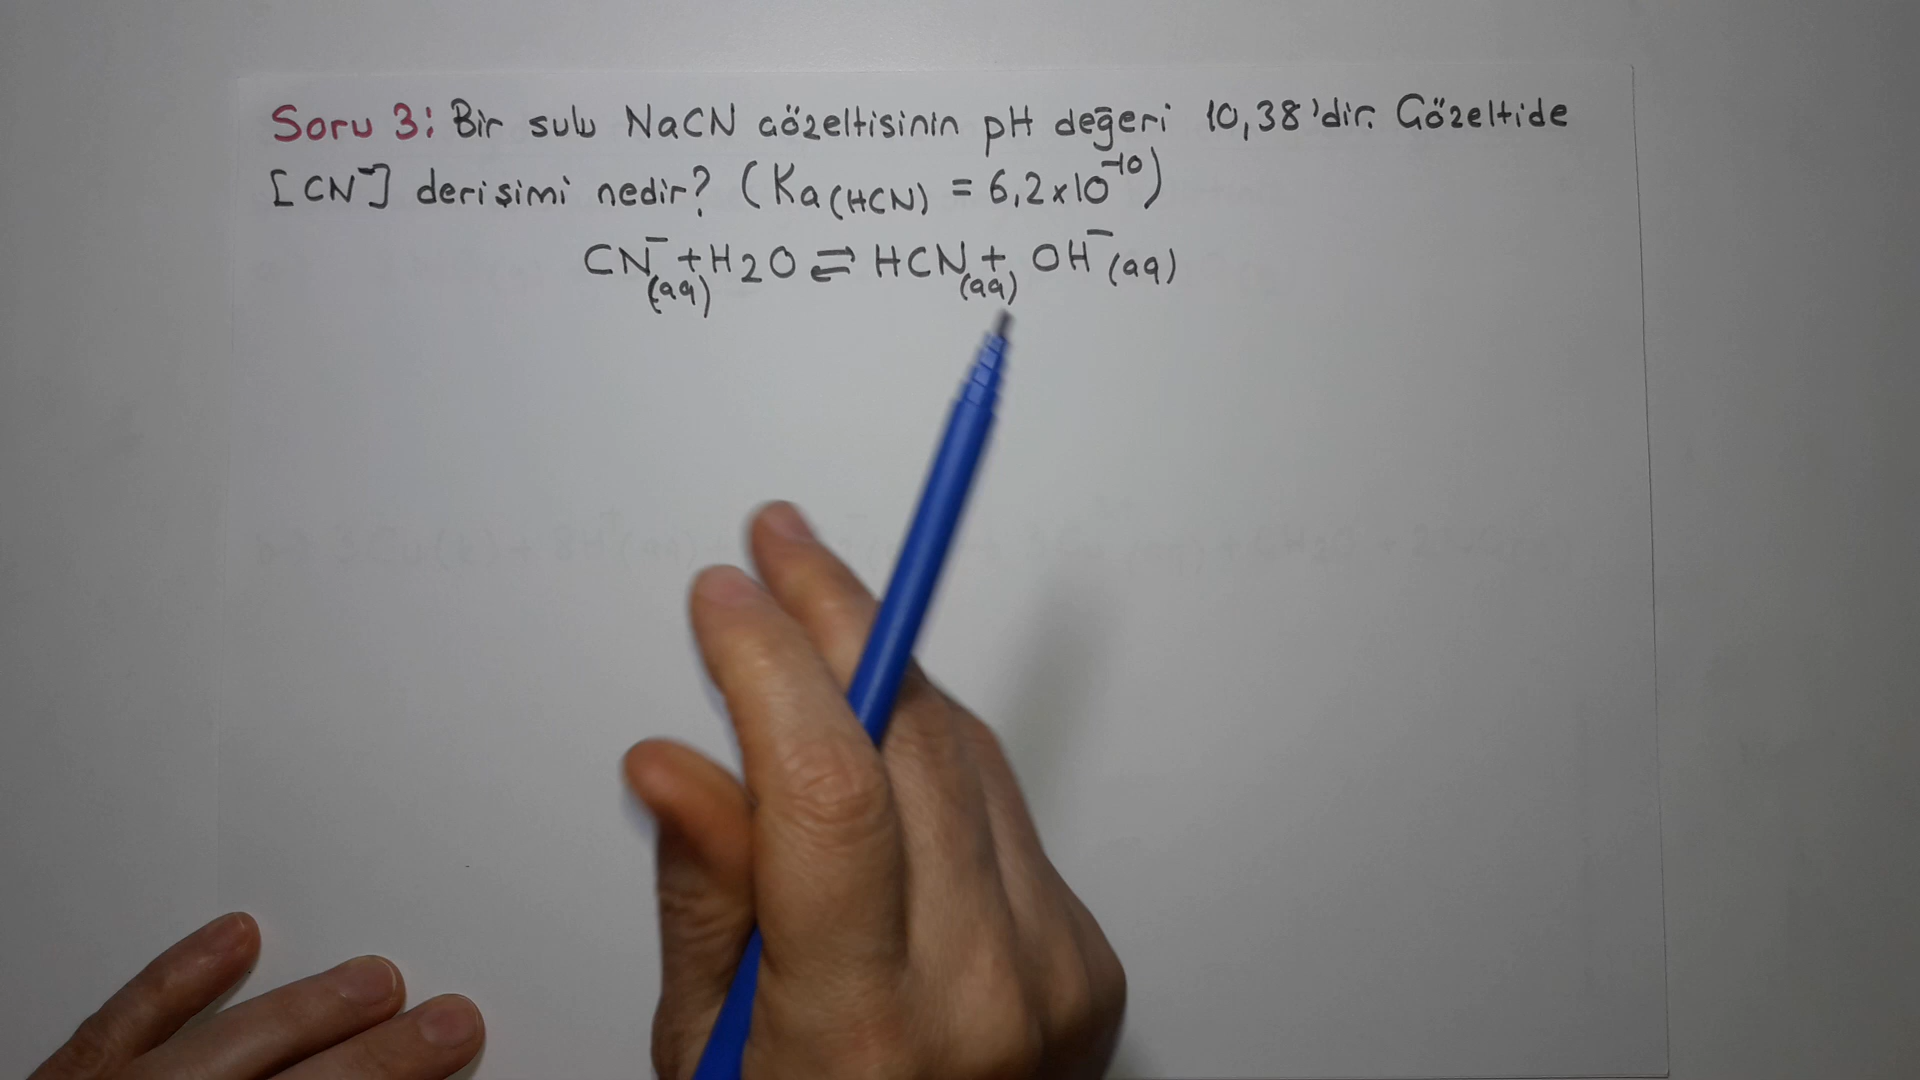 Soru 3: Bir sulu NaCN çözeltisinin pH değeri 10,38'dir. Çözeltide
[CN⁻] derişimi nedir? (Ka(HCN) = 6,2x10⁻¹⁰)
CN⁻(aq) + H2O ⇌ HCN(aq) + OH⁻(aq)